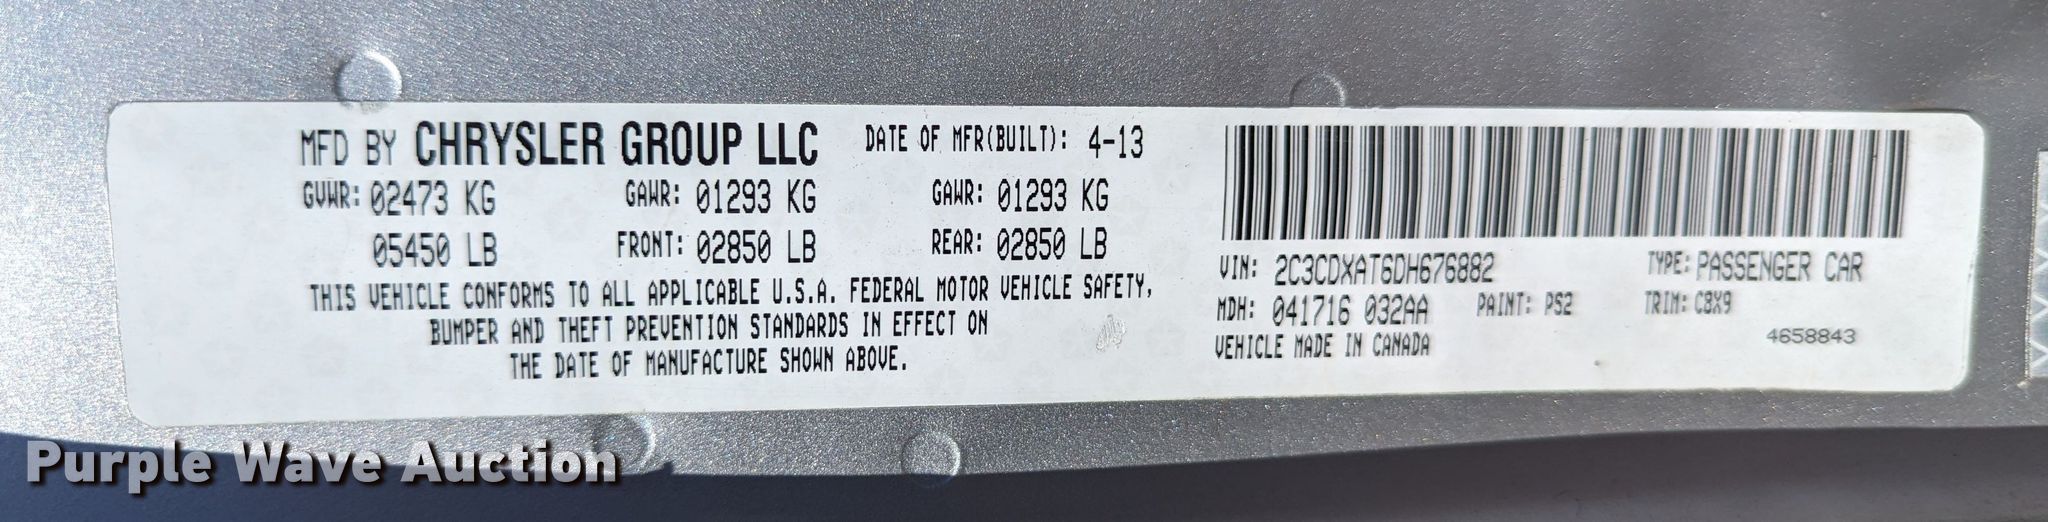 MFD BY CHRYSLER GROUP LLC DATE OF MFR(BUILT): 4-13
GVWR: 02473 KG GAWR: 01293 KG GAWR: 01293 KG
05450 LB FRONT: 02850 LB REAR: 02850 LB
THIS VEHICLE CONFORMS TO ALL APPLICABLE U.S.A. FEDERAL MOTOR VEHICLE SAFETY,
BUMPER AND THEFT PREVENTION STANDARDS IN EFFECT ON
THE DATE OF MANUFACTURE SHOWN ABOVE.
VIN: 2C3CDXAT6DH676882 TYPE: PASSENGER CAR
MDH: 041716 032AA PAINT: PS2 TRIM: C8X9
VEHICLE MADE IN CANADA 4658843
Purple Wave Auction